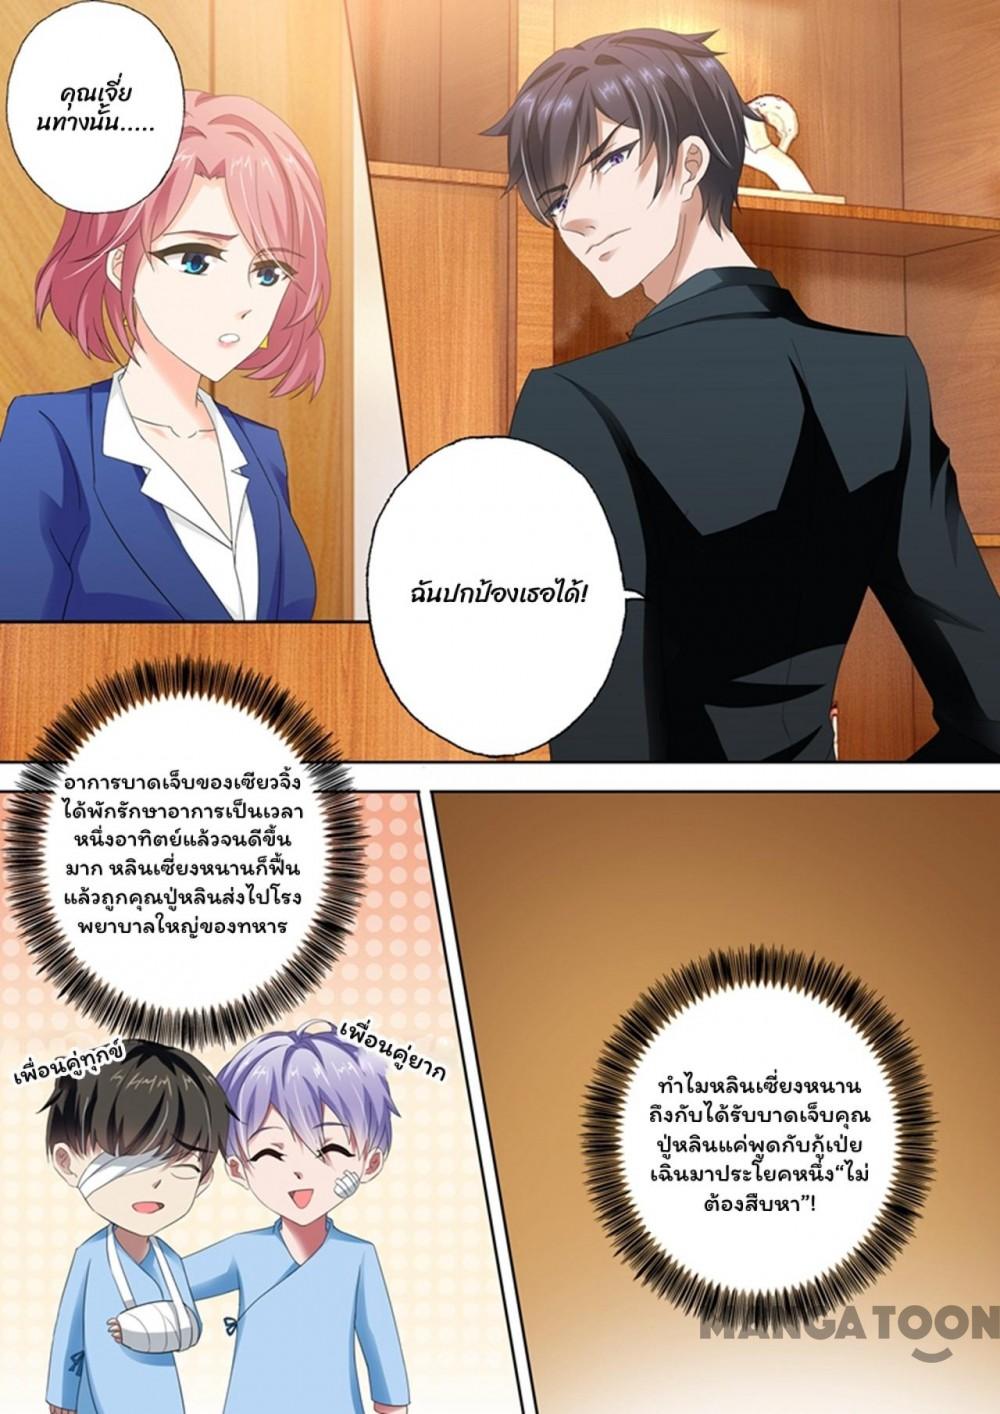 คุณเจี่ย
นทางนั้น.....
ฉันปกป้องเธอได้!
อาการบาดเจ็บของเซียวจิ้ง
ได้พักรักษาอาการเป็นเวลา
หนึ่งอาทิตย์แล้วจนดีขึ้น
มาก หลินเซี่ยงหนานก็ฟื้น
แล้วถูกคุณปู่หลินส่งไปโรง
พยาบาลใหญ่ของทหาร
เพื่อนคู่ทุกข์
เพื่อนคู่ยาก
ทำไมหลินเซี่ยงหนาน
ถึงกับได้รับบาดเจ็บคุณ
ปู่หลินแค่พูดกับกู้เป่ย
เฉินมาประโยคหนึ่ง“ไม่
ต้องสืบหา”!
MANGATOON